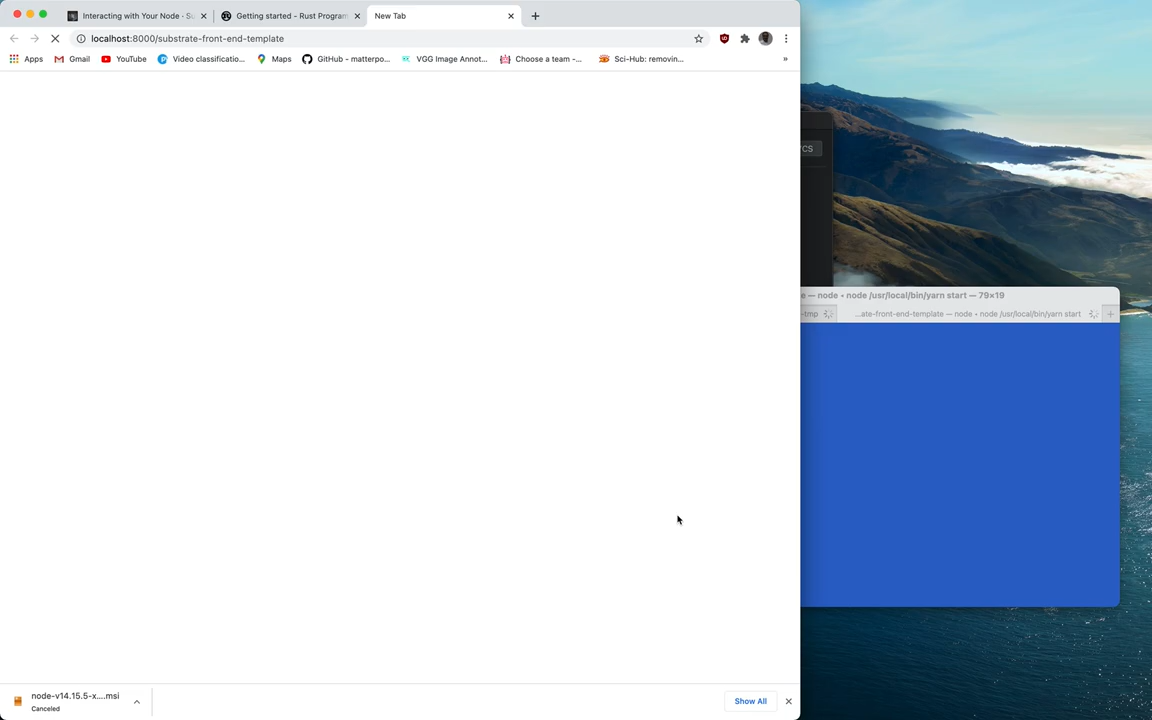 Interacting with Your Node · Su
Getting started - Rust Program
New Tab
localhost:8000/substrate-front-end-template
Apps
Gmail
YouTube
Video classificatio...
Maps
GitHub - matterpo...
VGG Image Annot...
Choose a team -...
Sci-Hub: removin...
»
e — node • node /usr/local/bin/yarn start — 79×19
-tmp
...ate-front-end-template — node • node /usr/local/bin/yarn start
node-v14.15.5-x....msi
Canceled
Show All